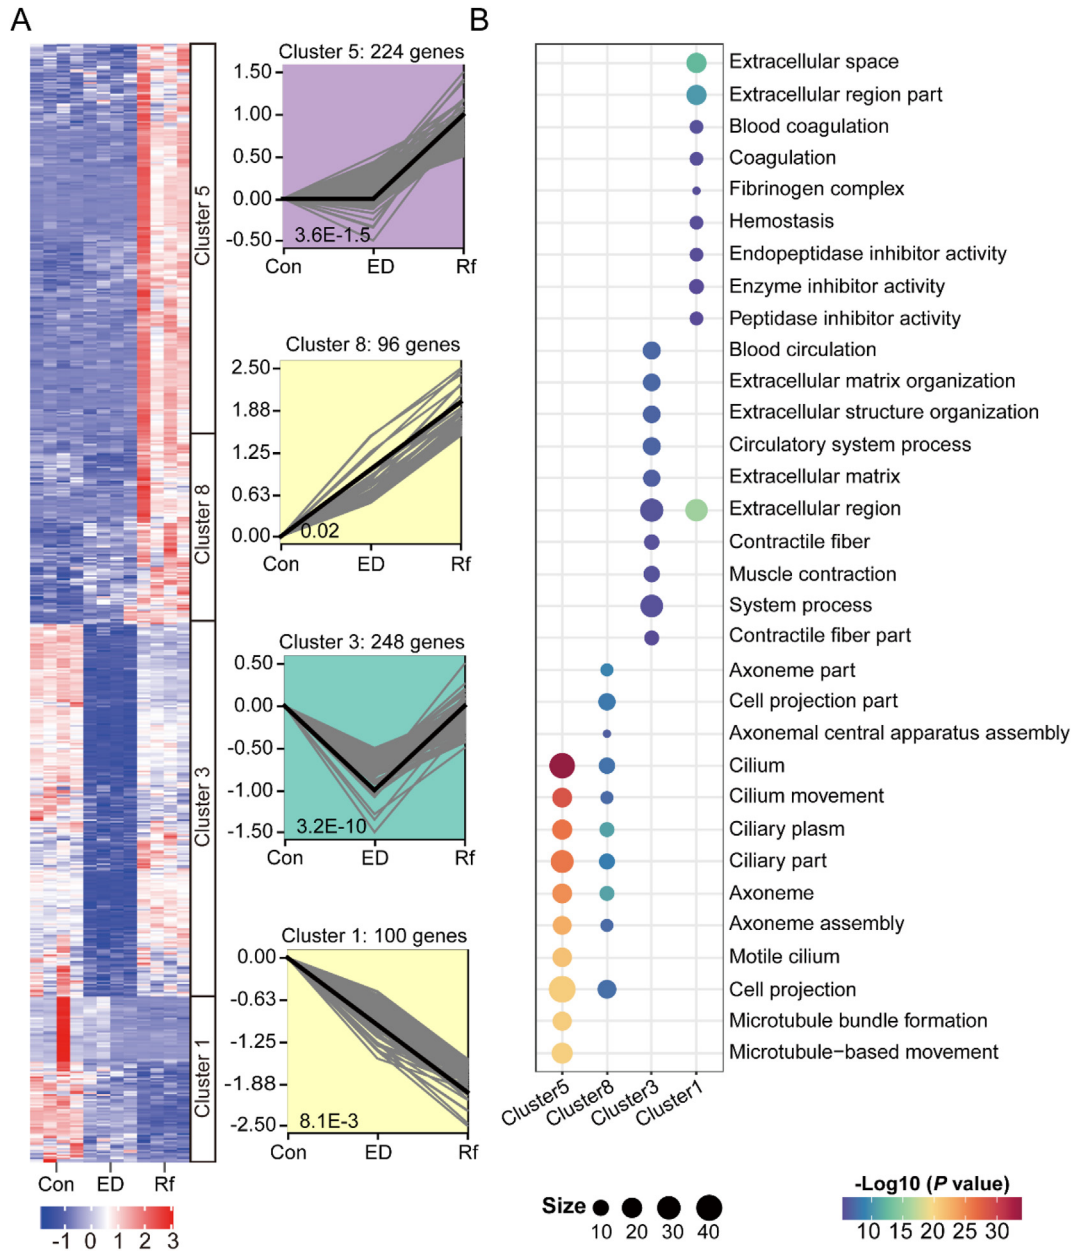 A
Cluster 5
Cluster 8
Cluster 3
Cluster 1
Con ED Rf
-1 0 1 2 3
Cluster 5: 224 genes
1.50
1.00
0.50
0.00
-0.50
3.6E-1.5
Con ED Rf
Cluster 8: 96 genes
2.50
1.88
1.25
0.63
0.00
0.02
Con ED Rf
Cluster 3: 248 genes
0.50
0.00
-0.50
-1.00
-1.50
3.2E-10
Con ED Rf
Cluster 1: 100 genes
0.00
-0.63
-1.25
-1.88
-2.50
8.1E-3
Con ED Rf
B
Extracellular space
Extracellular region part
Blood coagulation
Coagulation
Fibrinogen complex
Hemostasis
Endopeptidase inhibitor activity
Enzyme inhibitor activity
Peptidase inhibitor activity
Blood circulation
Extracellular matrix organization
Extracellular structure organization
Circulatory system process
Extracellular matrix
Extracellular region
Contractile fiber
Muscle contraction
System process
Contractile fiber part
Axoneme part
Cell projection part
Axonemal central apparatus assembly
Cilium
Cilium movement
Ciliary plasm
Ciliary part
Axoneme
Axoneme assembly
Motile cilium
Cell projection
Microtubule bundle formation
Microtubule−based movement
Cluster5 Cluster8 Cluster3 Cluster1
Size
10 20 30 40
-Log10 (P value)
10 15 20 25 30